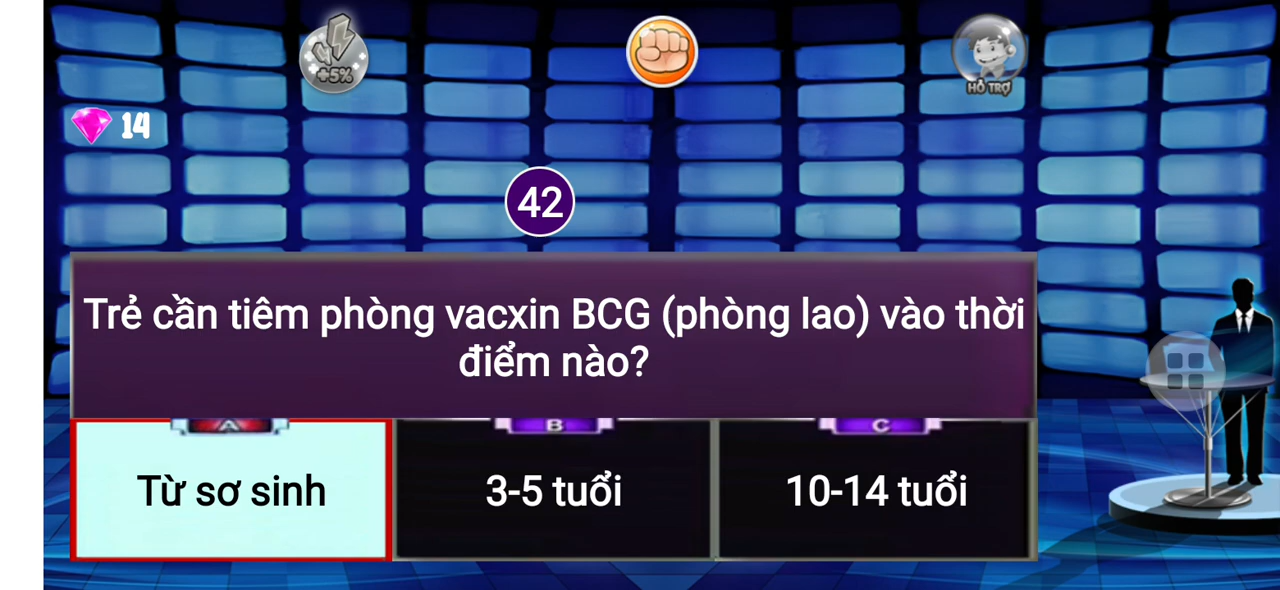 +5%
HỖ TRỢ
14
42
Trẻ cần tiêm phòng vacxin BCG (phòng lao) vào thời
điểm nào?
A
B
C
Từ sơ sinh
3-5 tuổi
10-14 tuổi